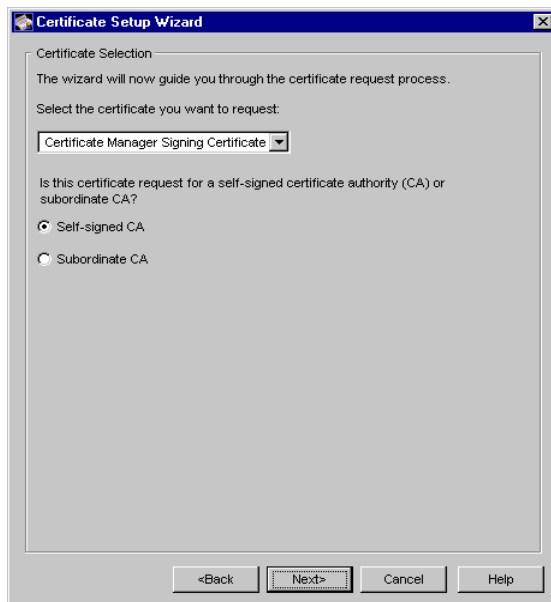 Certificate Setup Wizard
Certificate Selection
The wizard will now guide you through the certificate request process.
Select the certificate you want to request:
Certificate Manager Signing Certificate
Is this certificate request for a self-signed certificate authority (CA) or
subordinate CA?
Self-signed CA
Subordinate CA
<Back Next> Cancel Help